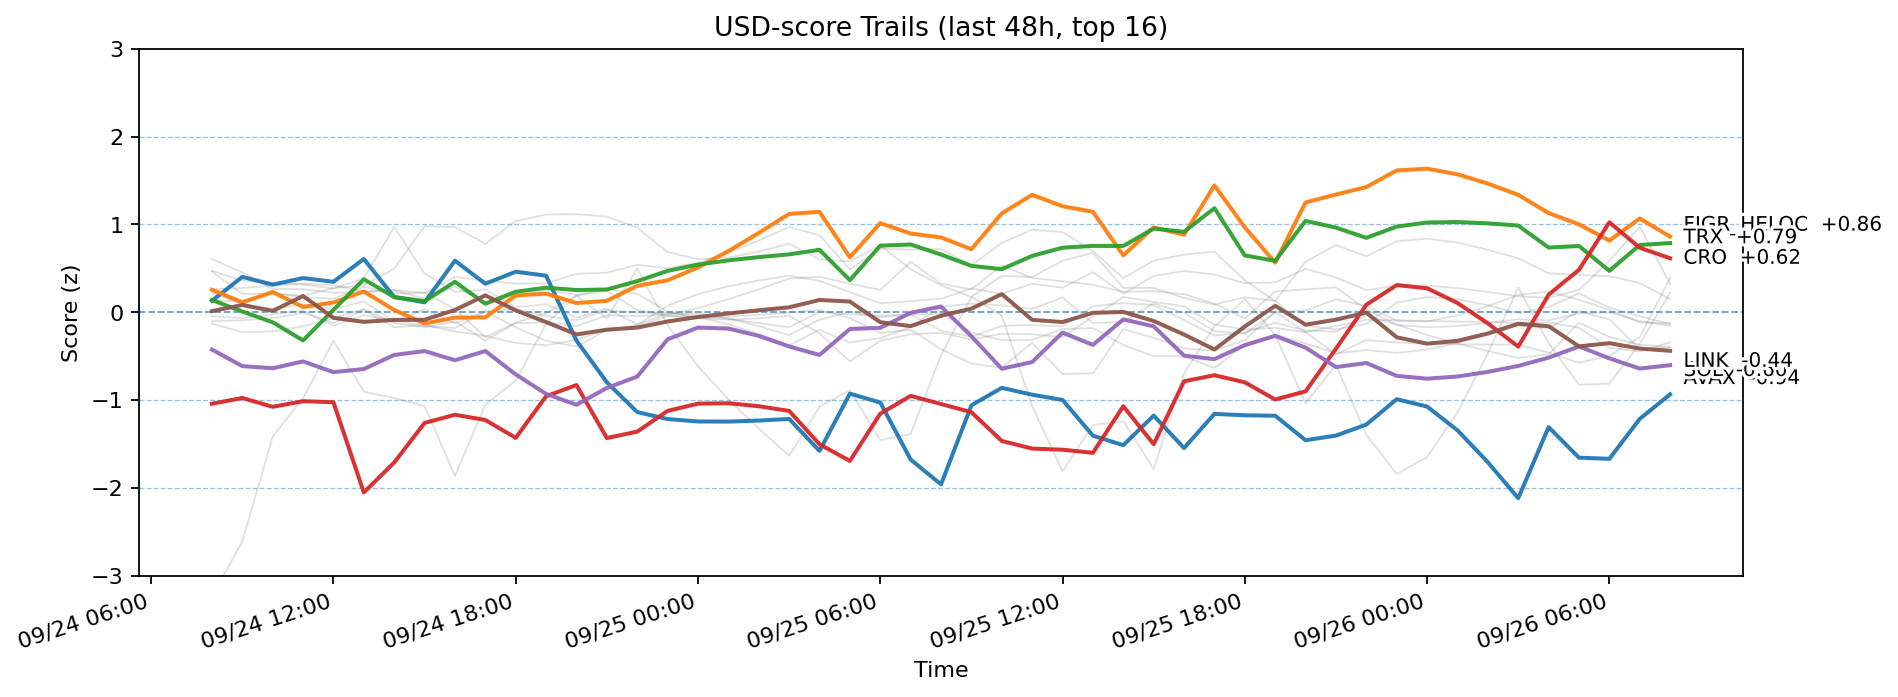 USD-score Trails (last 48h, top 16)
Score (z)
3
2
1
0
−1
−2
−3
FIGR_HELOC +0.86
TRX +0.79
CRO +0.62
LINK -0.44
AVAX -0.94
09/24 06:00
09/24 12:00
09/24 18:00
09/25 00:00
09/25 06:00
09/25 12:00
09/25 18:00
09/26 00:00
09/26 06:00
Time